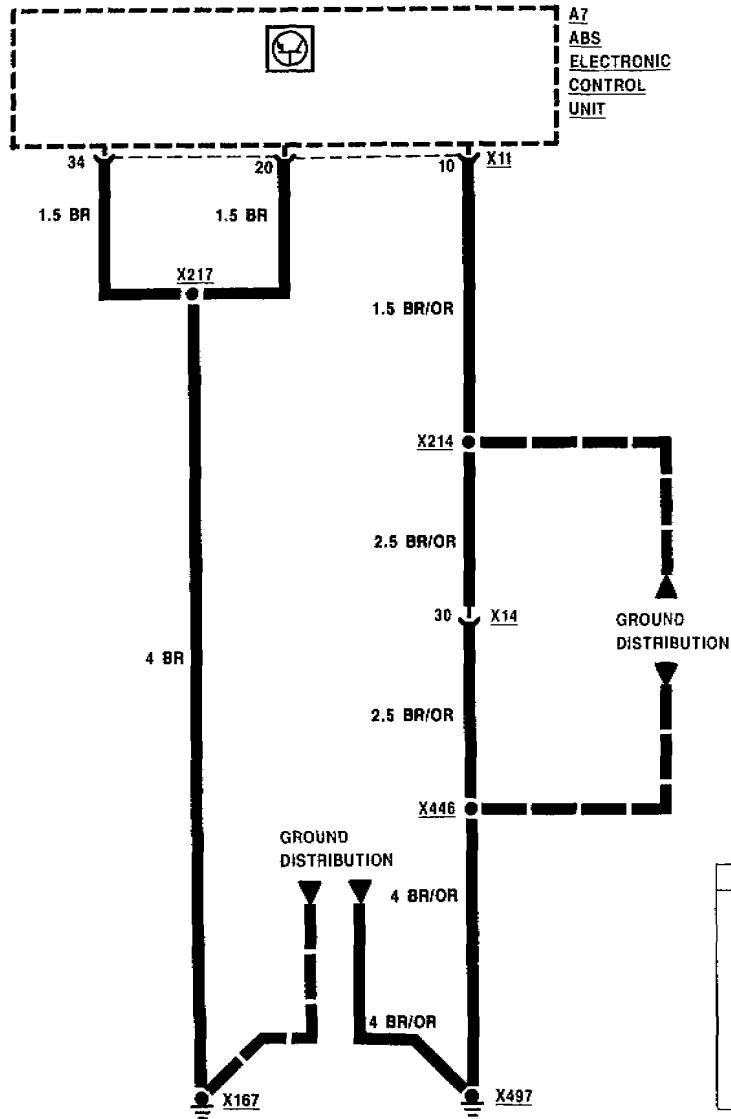 A7
ABS
ELECTRONIC
CONTROL
UNIT
34
20
10
X11
1.5 BR
1.5 BR
X217
1.5 BR/OR
X214
2.5 BR/OR
30
X14
GROUND
DISTRIBUTION
4 BR
2.5 BR/OR
X446
GROUND
DISTRIBUTION
4 BR/OR
4 BR/OR
X167
X497